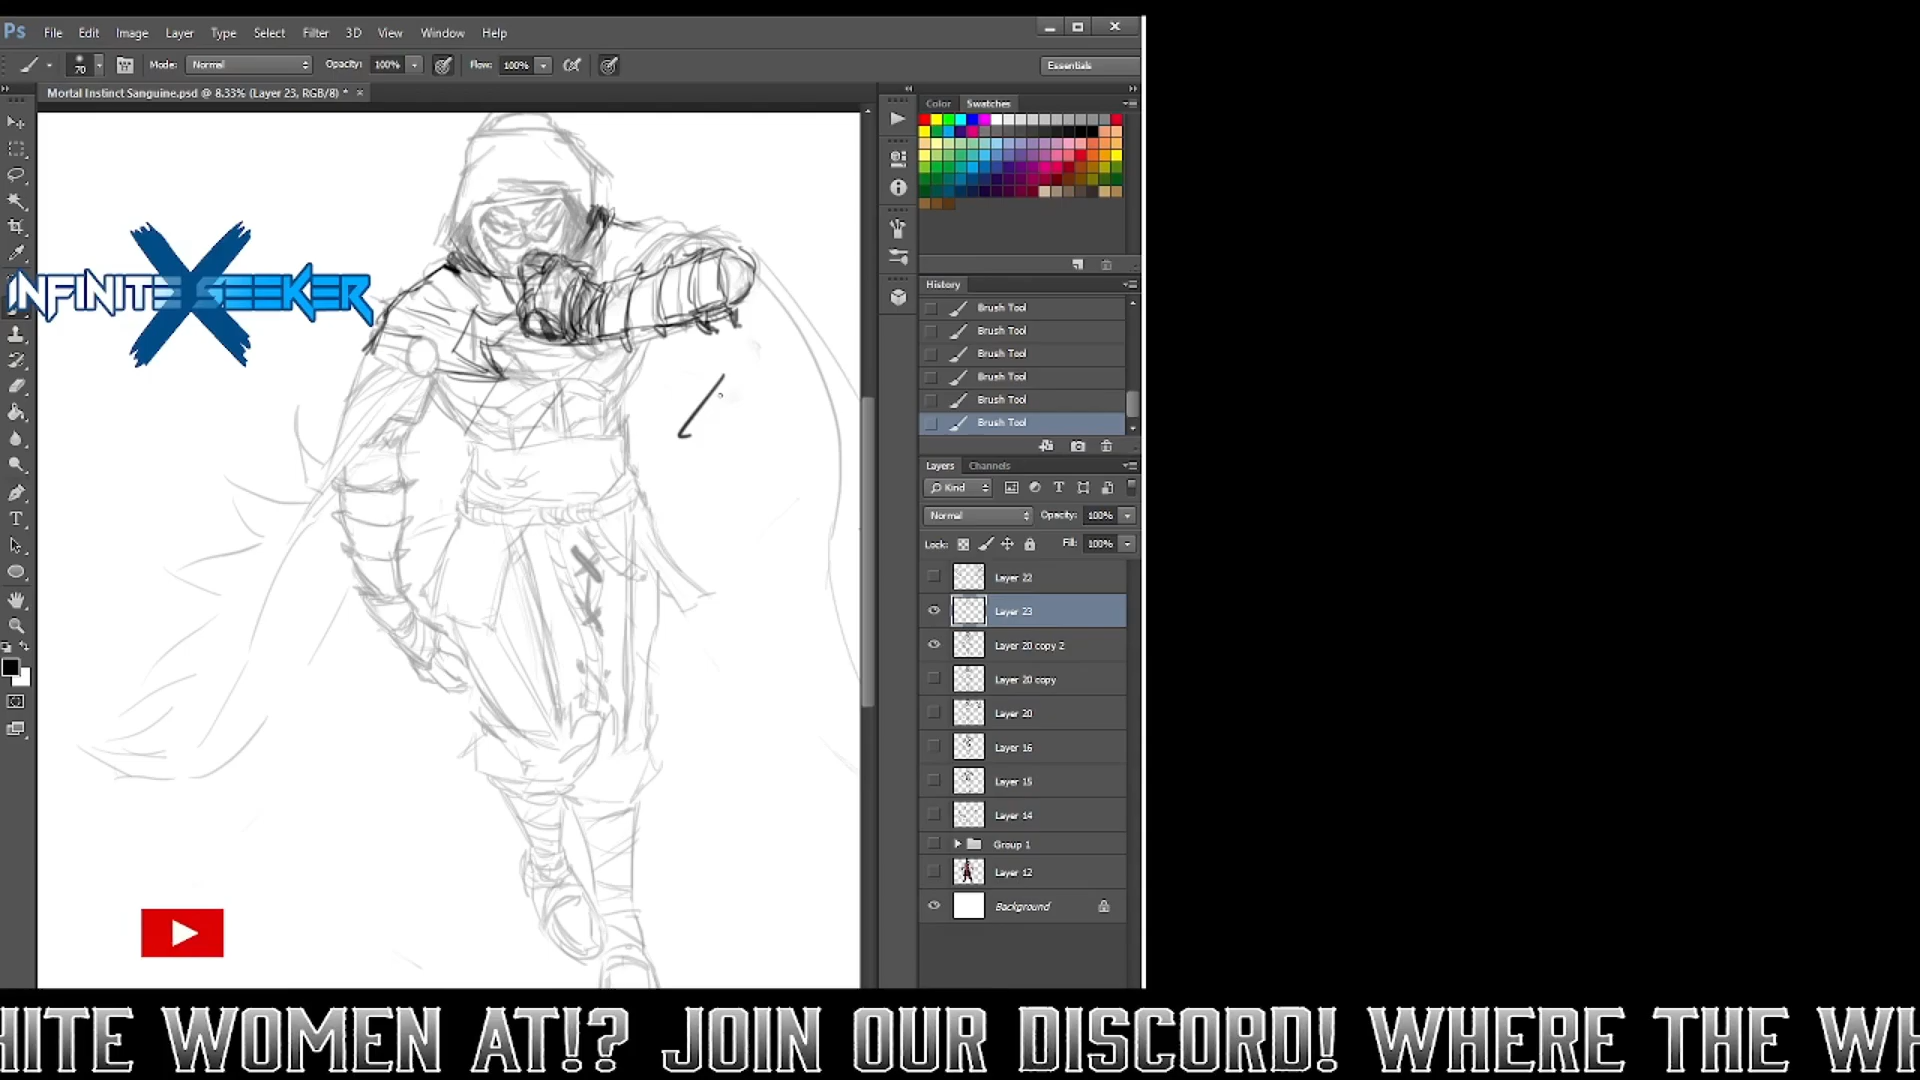 Ps File Edit Image Layer Type Select Filter 3D View Window Help
70 Mode: Normal Opacity: 100% Flow: 100% Essentials
Mortal Instinct Sanguine.psd @ 8.33% (Layer 23, RGB/8) * ×
Color Swatches
History
Brush Tool
Brush Tool
Brush Tool
Brush Tool
Brush Tool
Brush Tool
Layers Channels
Kind
Normal Opacity: 100%
Lock: Fill: 100%
Layer 22
Layer 23
Layer 20 copy 2
Layer 20 copy
Layer 20
Layer 16
Layer 15
Layer 14
Group 1
Layer 12
Background
INFINITE SEEKER
X
HITE WOMEN AT!? JOIN OUR DISCORD! WHERE THE WH